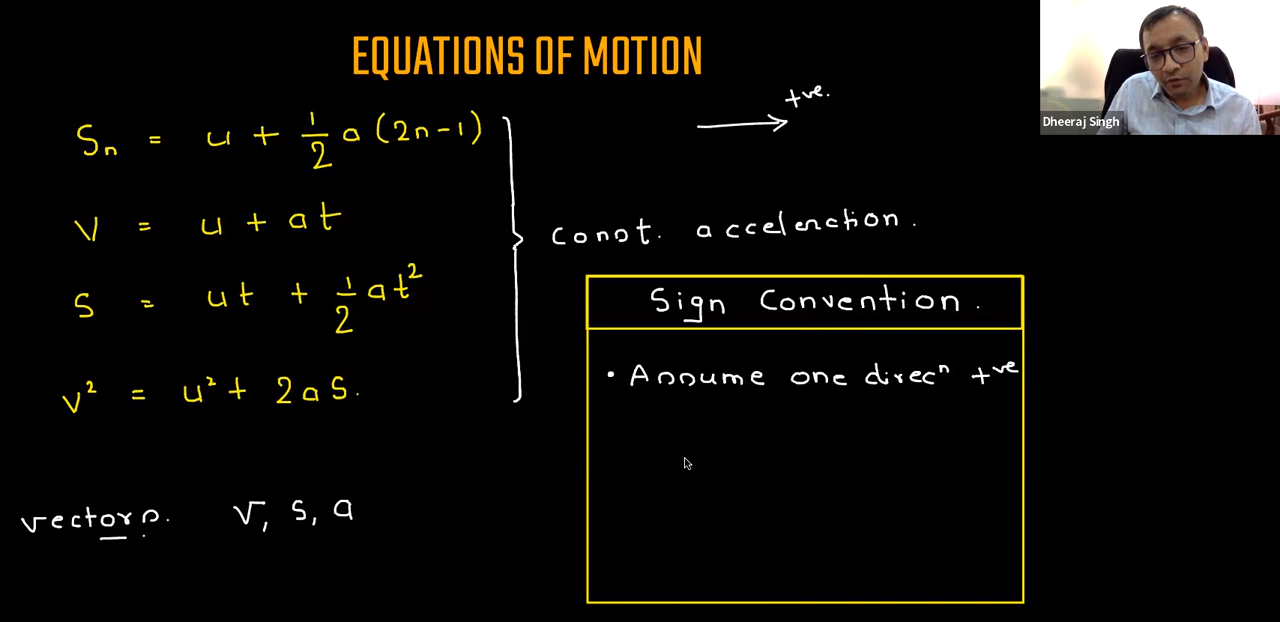 EQUATIONS OF MOTION
+ve.
Dheeraj Singh
Sn = u + 1/2 a (2n-1)
V = u + at
const. acceleration.
S = ut + 1/2 at²
Sign Convention.
• Assume one direcⁿ +ve
v² = u² + 2as.
vectors. v, s, a